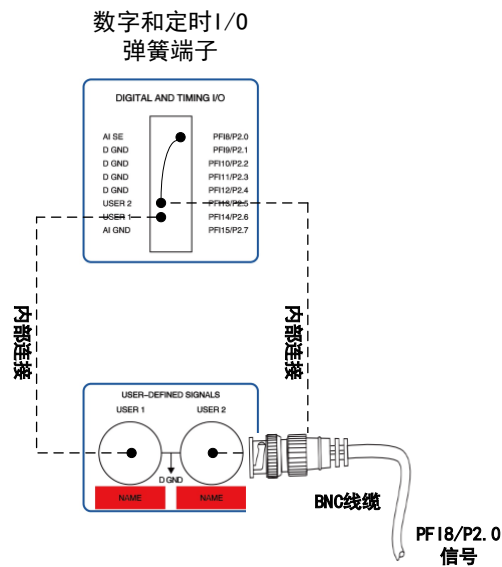 数字和定时I/O
弹簧端子
DIGITAL AND TIMING I/O
AI SE PFI8/P2.0
D GND PFI9/P2.1
D GND PFI10/P2.2
D GND PFI11/P2.3
D GND PFI12/P2.4
USER 2 PFI13/P2.5
USER 1 PFI14/P2.6
AI GND PFI15/P2.7
内部连接
内部连接
USER-DEFINED SIGNALS
USER 1 USER 2
D GND
NAME NAME
BNC线缆
PFI8/P2.0
信号